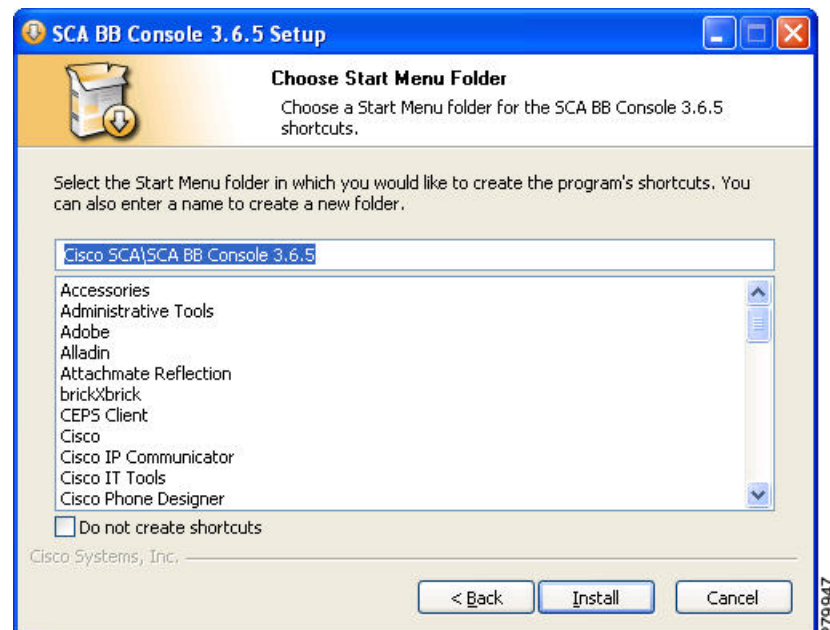 SCA BB Console 3.6.5 Setup
Choose Start Menu Folder
Choose a Start Menu folder for the SCA BB Console 3.6.5
shortcuts.
Select the Start Menu folder in which you would like to create the program's shortcuts. You
can also enter a name to create a new folder.
Cisco SCA\SCA BB Console 3.6.5
Accessories
Administrative Tools
Adobe
Alladin
Attachmate Reflection
brickXbrick
CEPS Client
Cisco
Cisco IP Communicator
Cisco IT Tools
Cisco Phone Designer
Do not create shortcuts
Cisco Systems, Inc.
< Back
Install
Cancel
279947